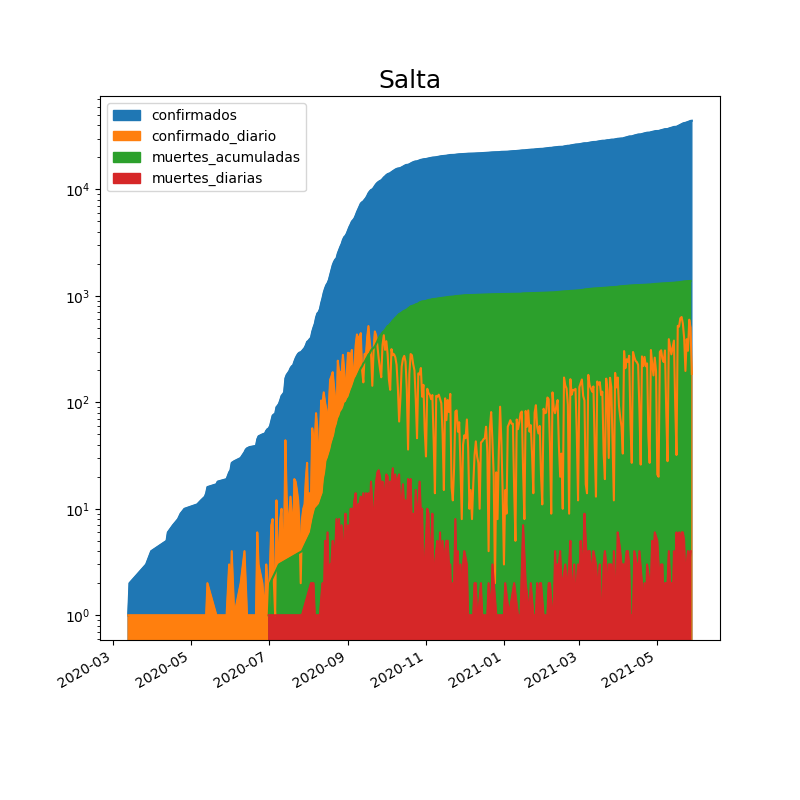 Salta
confirmados
confirmado_diario
muertes_acumuladas
muertes_diarias
10^4
10^3
10^2
10^1
10^0
2020-03
2020-05
2020-07
2020-09
2020-11
2021-01
2021-03
2021-05